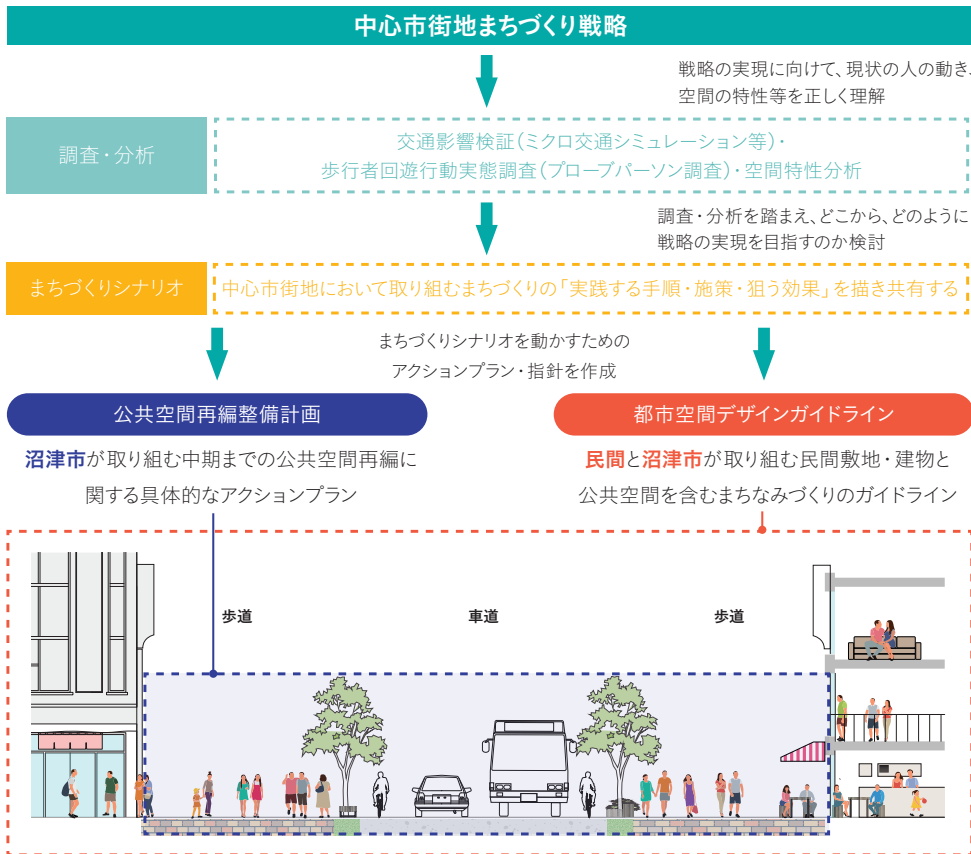 中心市街地まちづくり戦略
戦略の実現に向けて、現状の人の動き、
空間の特性等を正しく理解
調査・分析
交通影響検証(ミクロ交通シミュレーション等)・
歩行者回遊行動実態調査(プローブパーソン調査)・空間特性分析
調査・分析を踏まえ、どこから、どのように
戦略の実現を目指すのか検討
まちづくりシナリオ
中心市街地において取り組むまちづくりの「実践する手順・施策・狙う効果」を描き共有する
まちづくりシナリオを動かすための
アクションプラン・指針を作成
公共空間再編整備計画
沼津市が取り組む中期までの公共空間再編に
関する具体的なアクションプラン
都市空間デザインガイドライン
民間と沼津市が取り組む民間敷地・建物と
公共空間を含むまちなみづくりのガイドライン
歩道
車道
歩道